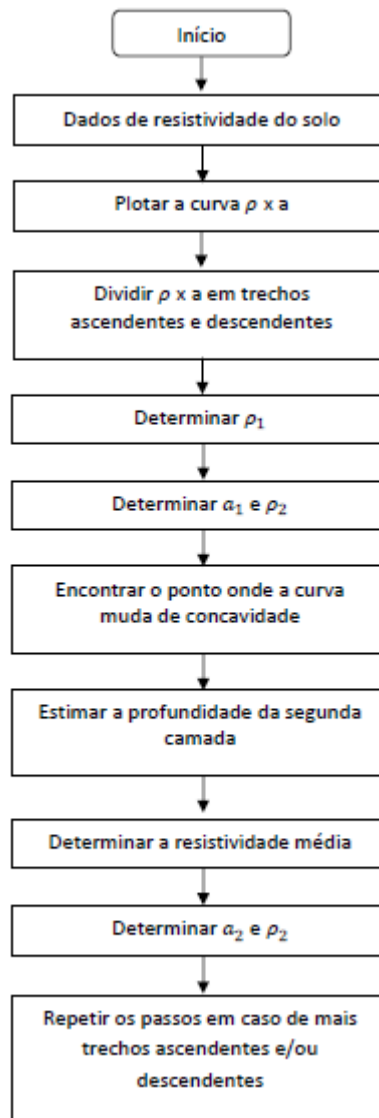 Início
Dados de resistividade do solo
Plotar a curva ρ x a
Dividir ρ x a em trechos
ascendentes e descendentes
Determinar ρ₁
Determinar a₁ e ρ₂
Encontrar o ponto onde a curva
muda de concavidade
Estimar a profundidade da segunda
camada
Determinar a resistividade média
Determinar a₂ e ρ₂
Repetir os passos em caso de mais
trechos ascendentes e/ou
descendentes